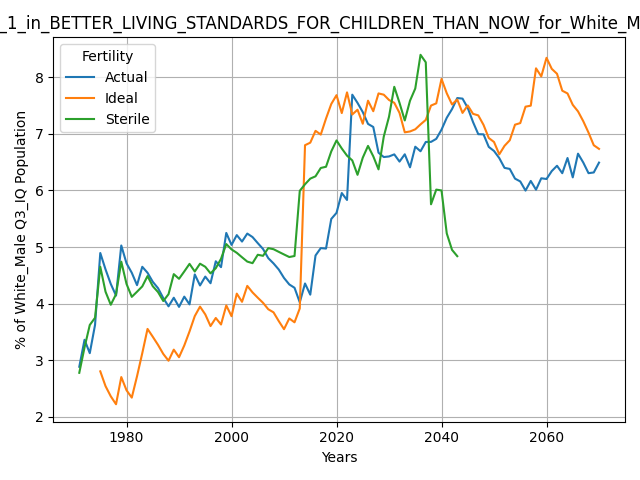 _1_in_BETTER_LIVING_STANDARDS_FOR_CHILDREN_THAN_NOW_for_White_M
Fertility
Actual
Ideal
Sterile
% of White_Male Q3_IQ Population
8
7
6
5
4
3
2
1980 2000 2020 2040 2060
Years